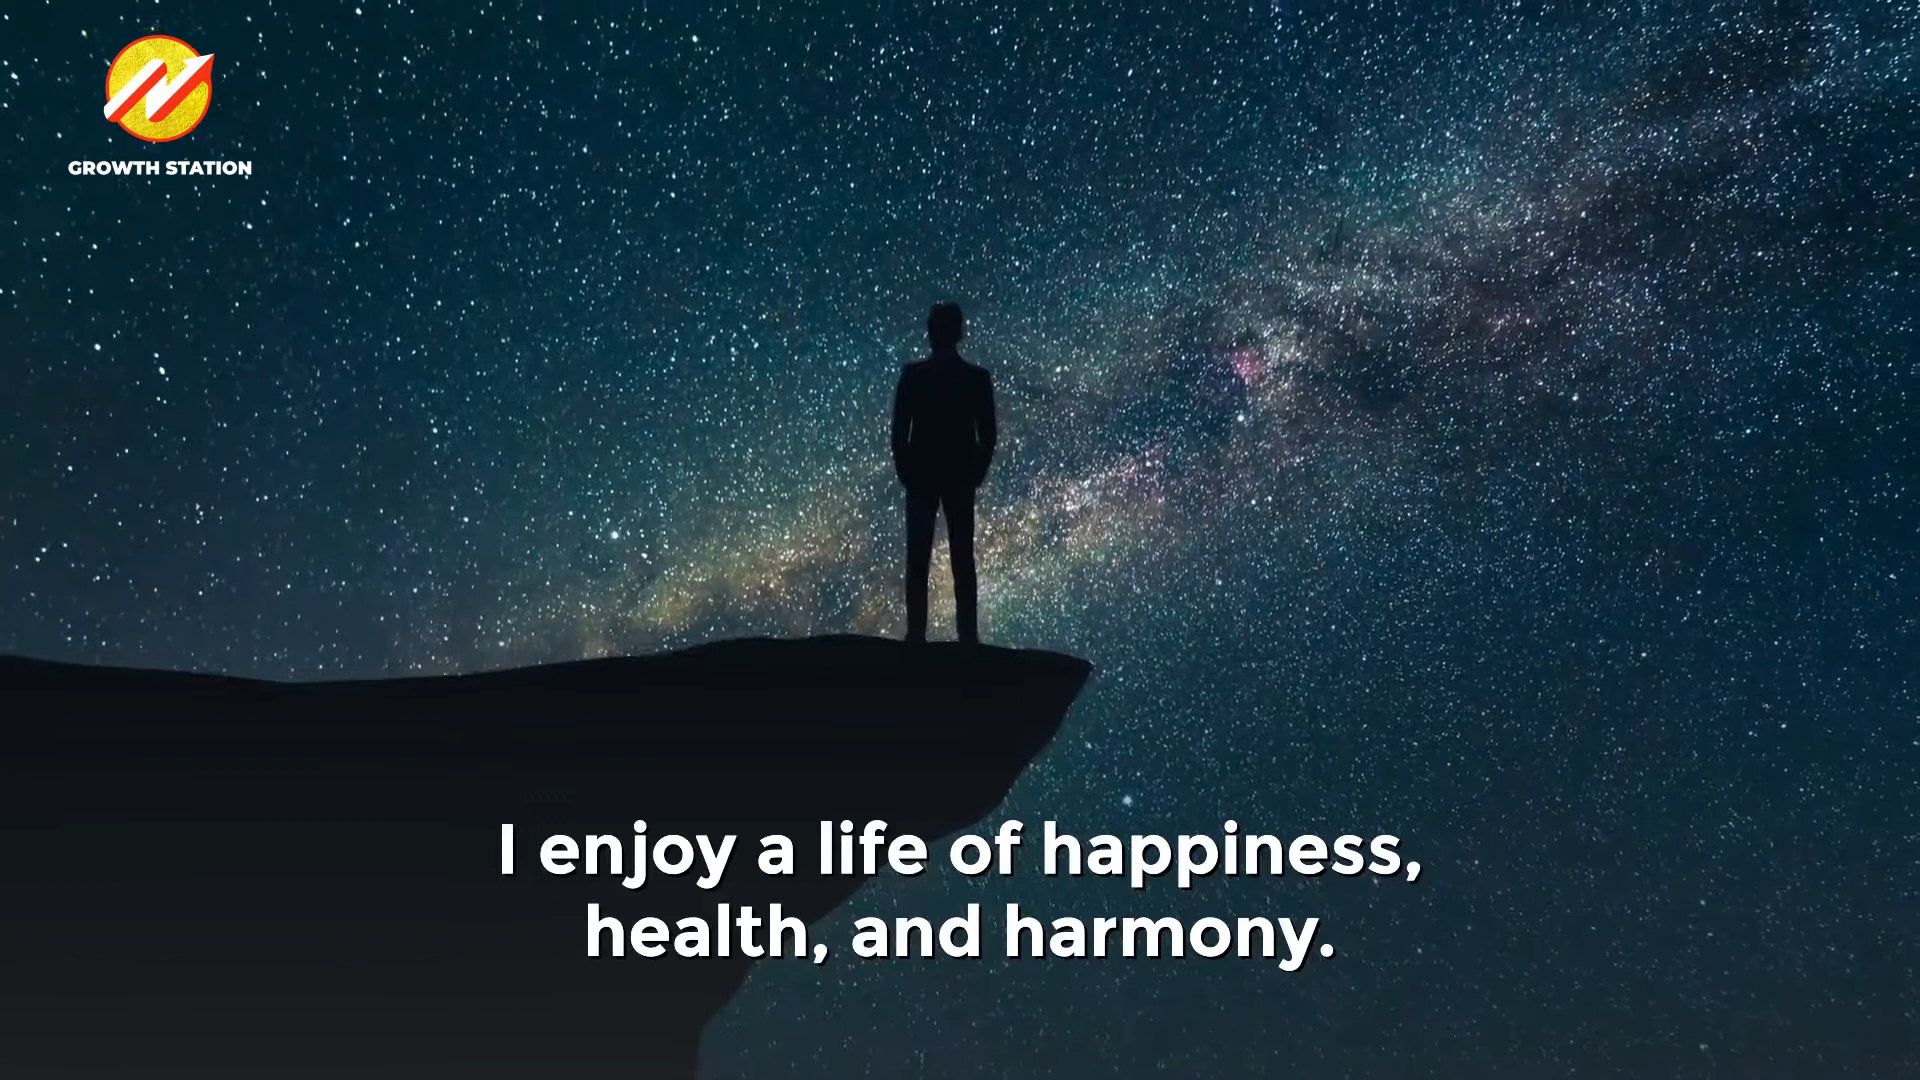 GROWTH STATION
I enjoy a life of happiness,
health, and harmony.